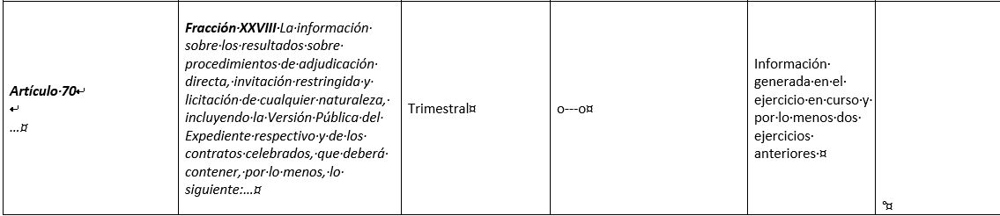 Artículo 70
...
Fracción XXVIII La información
sobre los resultados sobre
procedimientos de adjudicación
directa, invitación restringida y
licitación de cualquier naturaleza,
incluyendo la Versión Pública del
Expediente respectivo y de los
contratos celebrados, que deberá
contener, por lo menos, lo
siguiente:...
Trimestral
o---o
Información
generada en el
ejercicio en curso y
por lo menos dos
ejercicios
anteriores